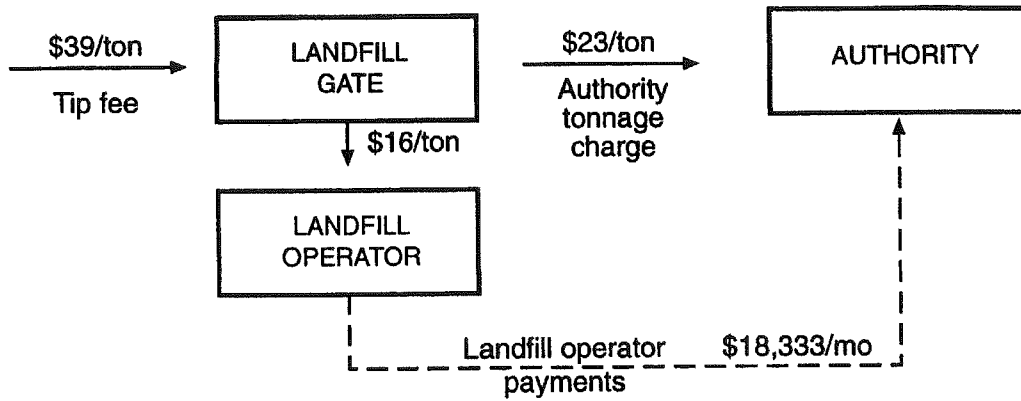 $39/ton
Tip fee
LANDFILL
GATE
$23/ton
Authority
tonnage
charge
AUTHORITY
$16/ton
LANDFILL
OPERATOR
Landfill operator $18,333/mo
payments